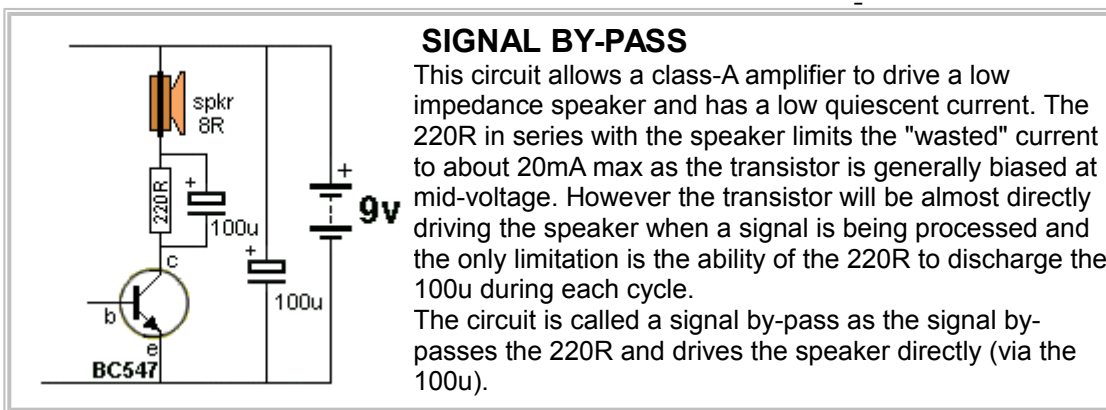 SIGNAL BY-PASS
This circuit allows a class-A amplifier to drive a low
impedance speaker and has a low quiescent current. The
220R in series with the speaker limits the "wasted" current
to about 20mA max as the transistor is generally biased at
mid-voltage. However the transistor will be almost directly
driving the speaker when a signal is being processed and
the only limitation is the ability of the 220R to discharge the
100u during each cycle.
The circuit is called a signal by-pass as the signal by-
passes the 220R and drives the speaker directly (via the
100u).
spkr
8R
+
220R
100u
+
9v
+
100u
c
b
e
BC547